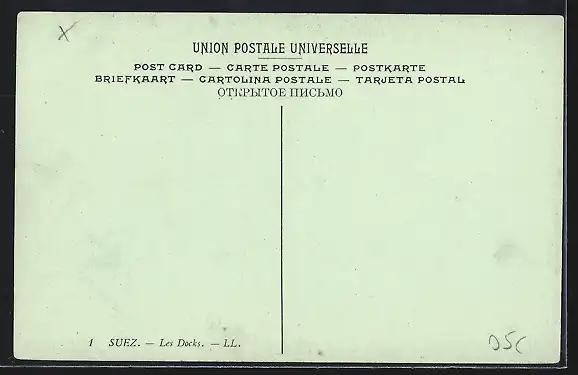 X
UNION POSTALE UNIVERSELLE
POST CARD — CARTE POSTALE — POSTKARTE
BRIEFKAART — CARTOLINA POSTALE — TARJETA POSTAL
ОТКРЫТОЕ ПИСЬМО
1 SUEZ. — Les Docks. — LL.